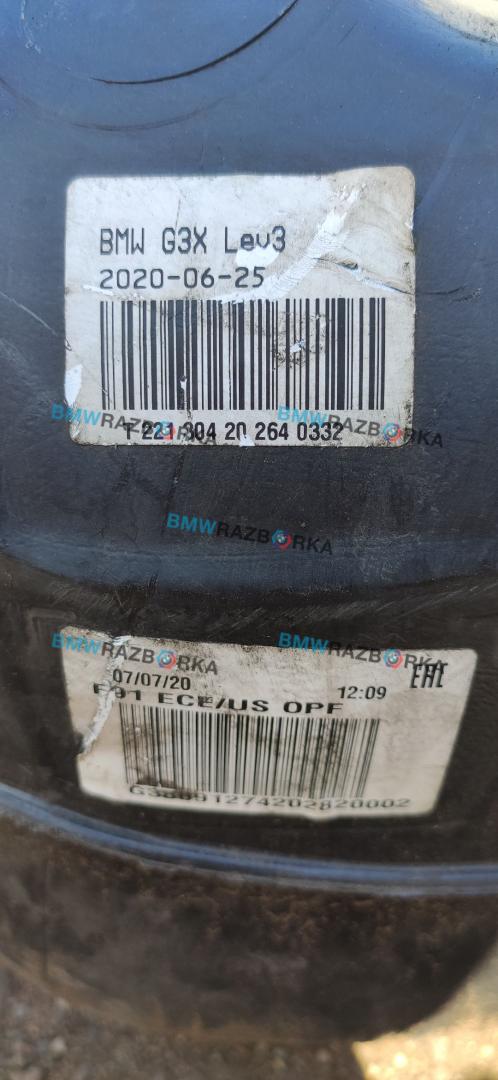 BMW G3X Lev3
2020-06-25
T 221 304 20 264 0332
BMWRAZBORKA
BMWRAZBORKA
BMWRAZBORKA
BMWRAZBORKA
BMWRAZBORKA
07/07/20 12:09 EAC
F91 ECE/US OPF